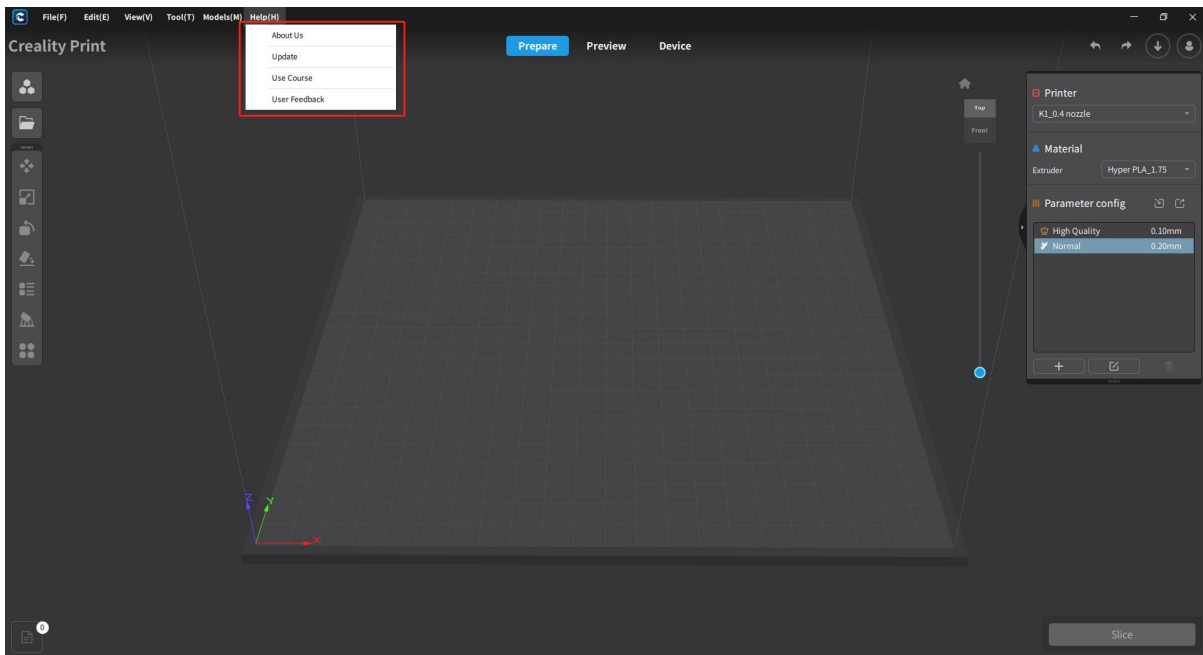 File(F) Edit(E) View(V) Tool(T) Models(M) Help(H)
About Us
Update
Use Course
User Feedback
Creality Print
Prepare Preview Device
Top
Front
Printer
K1_0.4 nozzle
Material
Extruder Hyper PLA_1.75
Parameter config
High Quality 0.10mm
Normal 0.20mm
Z
Y
X
0
Slice